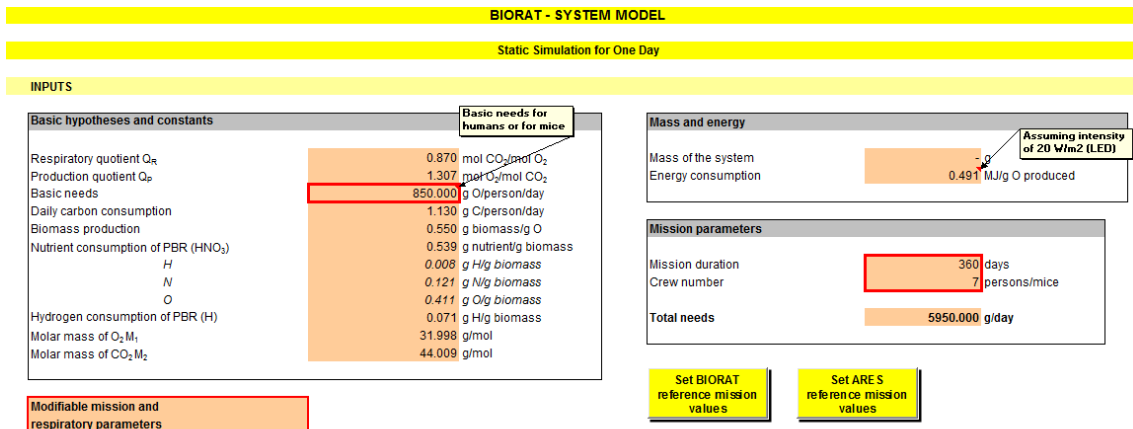 BIORAT - SYSTEM MODEL
Static Simulation for One Day
INPUTS
Basic hypotheses and constants
Basic needs for
humans or for mice
Respiratory quotient QR 0.870 mol CO2/mol O2
Production quotient QP 1.307 mol O2/mol CO2
Basic needs 850.000 g O/person/day
Daily carbon consumption 1.130 g C/person/day
Biomass production 0.550 g biomass/g O
Nutrient consumption of PBR (HNO3) 0.539 g nutrient/g biomass
H 0.008 g H/g biomass
N 0.121 g N/g biomass
O 0.411 g O/g biomass
Hydrogen consumption of PBR (H) 0.071 g H/g biomass
Molar mass of O2 M1 31.998 g/mol
Molar mass of CO2 M2 44.009 g/mol
Modifiable mission and
respiratory parameters
Mass and energy
Assuming intensity
of 20 W/m2 (LED)
Mass of the system - g
Energy consumption 0.491 MJ/g O produced
Mission parameters
Mission duration 360 days
Crew number 7 persons/mice
Total needs 5950.000 g/day
Set BIORAT
reference mission
values
Set ARES
reference mission
values